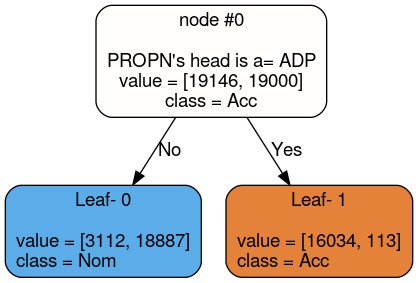 node #0
PROPN's head is a= ADP
value = [19146, 19000]
class = Acc
No
Yes
Leaf- 0
value = [3112, 18887]
class = Nom
Leaf- 1
value = [16034, 113]
class = Acc